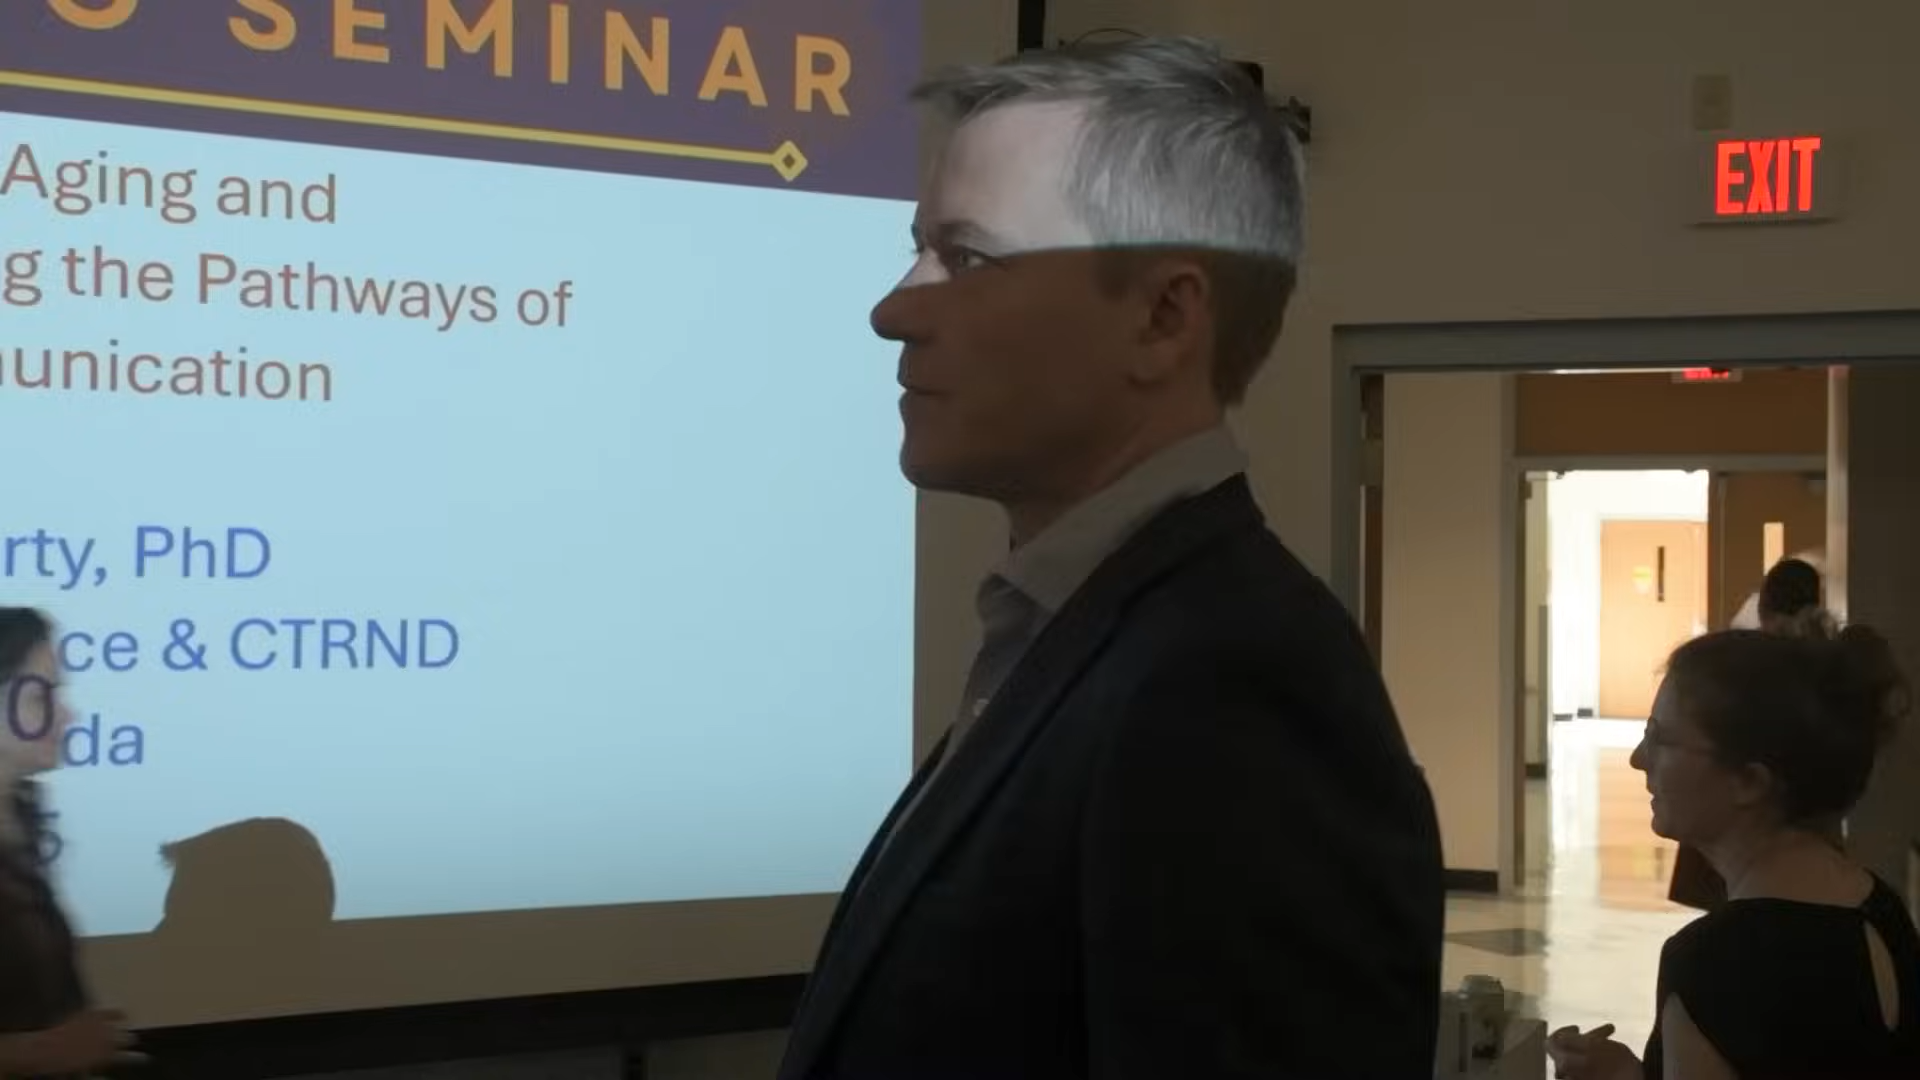 SEMINAR
Aging and
g the Pathways of
unication
rty, PhD
ce & CTRND
da
EXIT